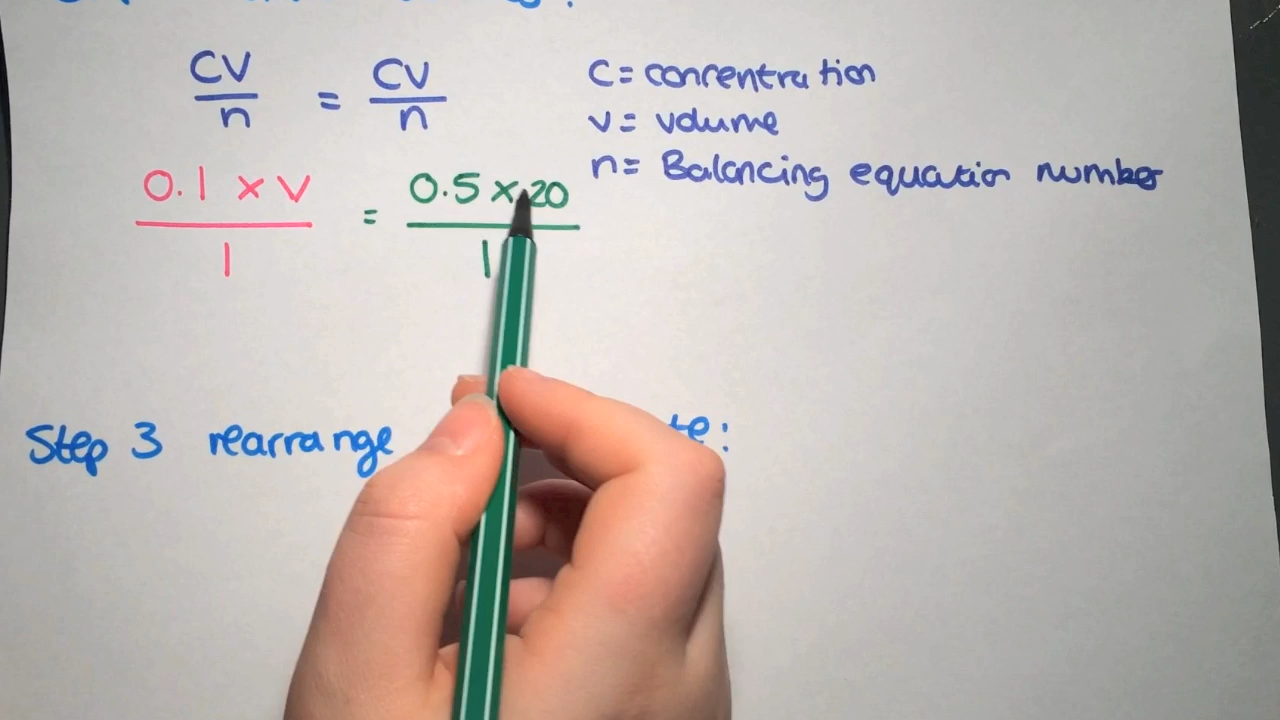 CV = CV
n n
C = concentration
V = volume
n = Balancing equation number
0.1 × V = 0.5 × 20
1 1
Step 3 rearrange